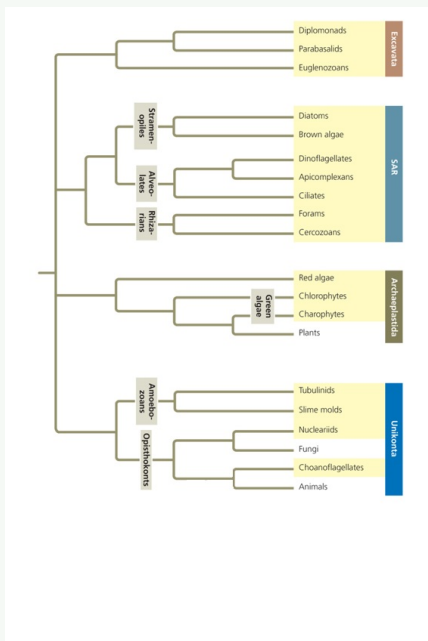 Diplomonads
Parabasalids
Euglenozoans
Excavata
Stramen-
opiles
Diatoms
Brown algae
Alveo-
lates
Dinoflagellates
Apicomplexans
Ciliates
Rhiza-
rians
Forams
Cercozoans
SAR
Red algae
Green
algae
Chlorophytes
Charophytes
Plants
Archaeplastida
Amoebo-
zoans
Tubulinids
Slime molds
Opisthokonts
Nucleariids
Fungi
Choanoflagellates
Animals
Unikonta